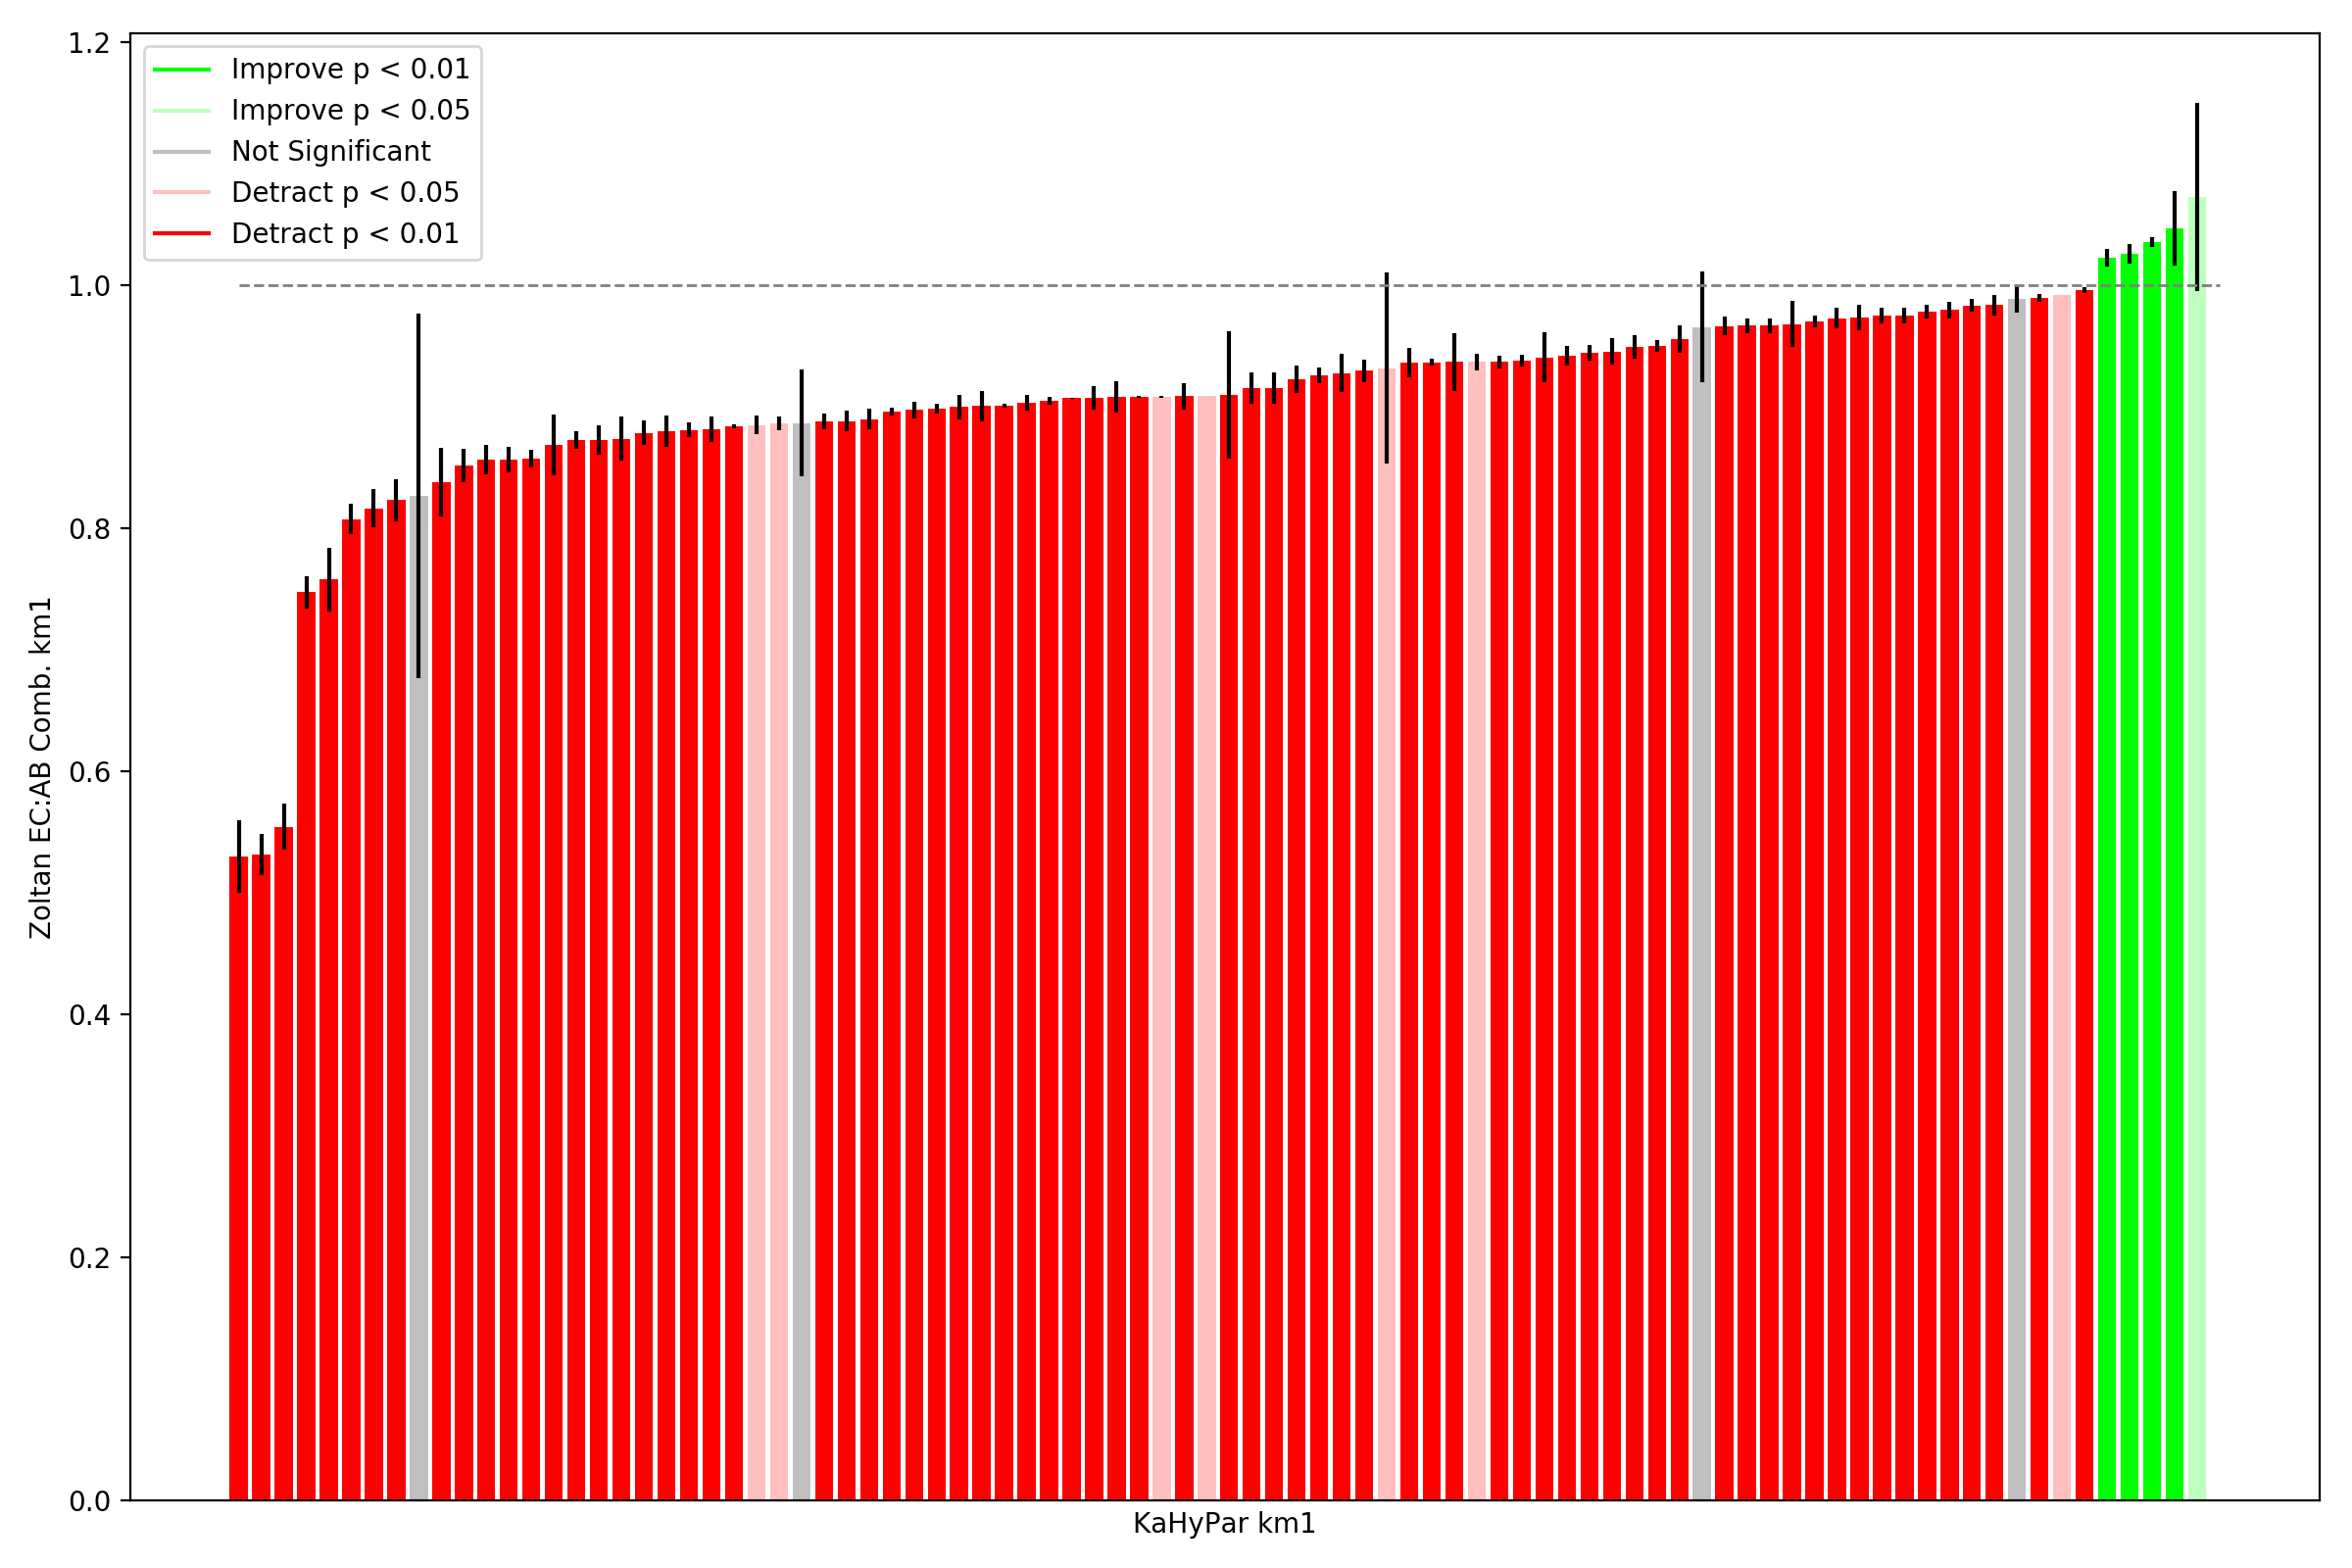 1.2
1.0
0.8
0.6
0.4
0.2
0.0
Improve p < 0.01
Improve p < 0.05
Not Significant
Detract p < 0.05
Detract p < 0.01
Zoltan EC:AB Comb. km1
KaHyPar km1